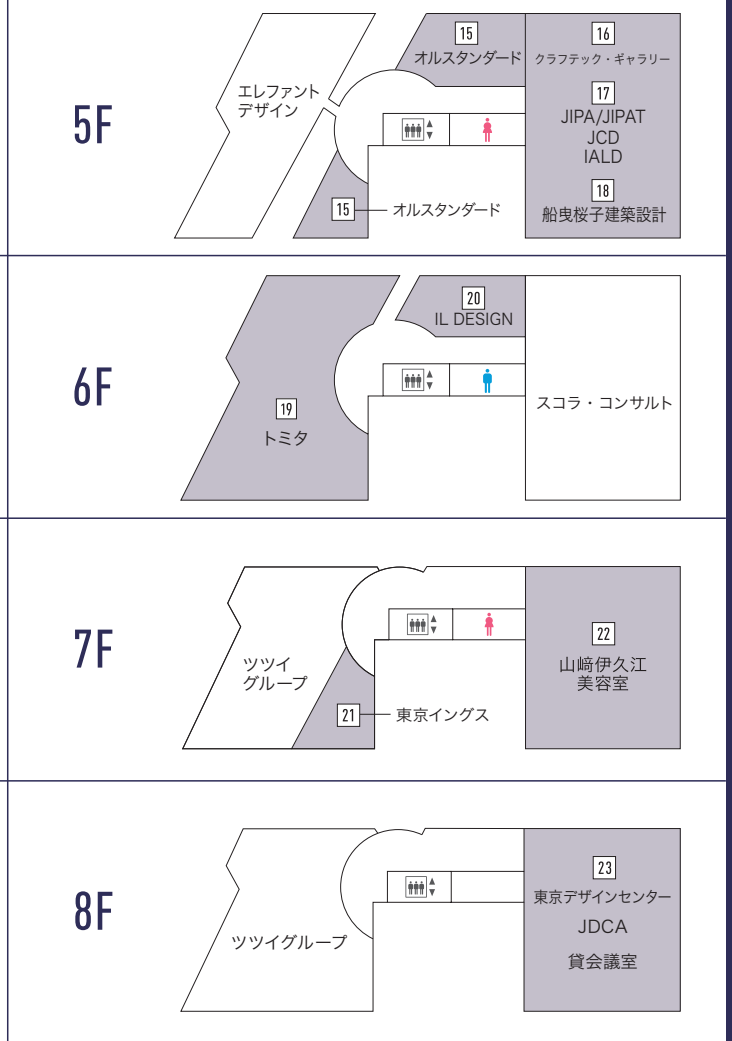 5F
エレファント
デザイン
15
オルスタンダード
16
クラフテック・ギャラリー
17
JIPA/JIPAT
JCD
IALD
18
船曳桜子建築設計
15
オルスタンダード
6F
20
IL DESIGN
19
トミタ
スコラ・コンサルト
7F
ツツイ
グループ
21
東京イングス
22
山﨑伊久江
美容室
8F
ツツイグループ
23
東京デザインセンター
JDCA
貸会議室